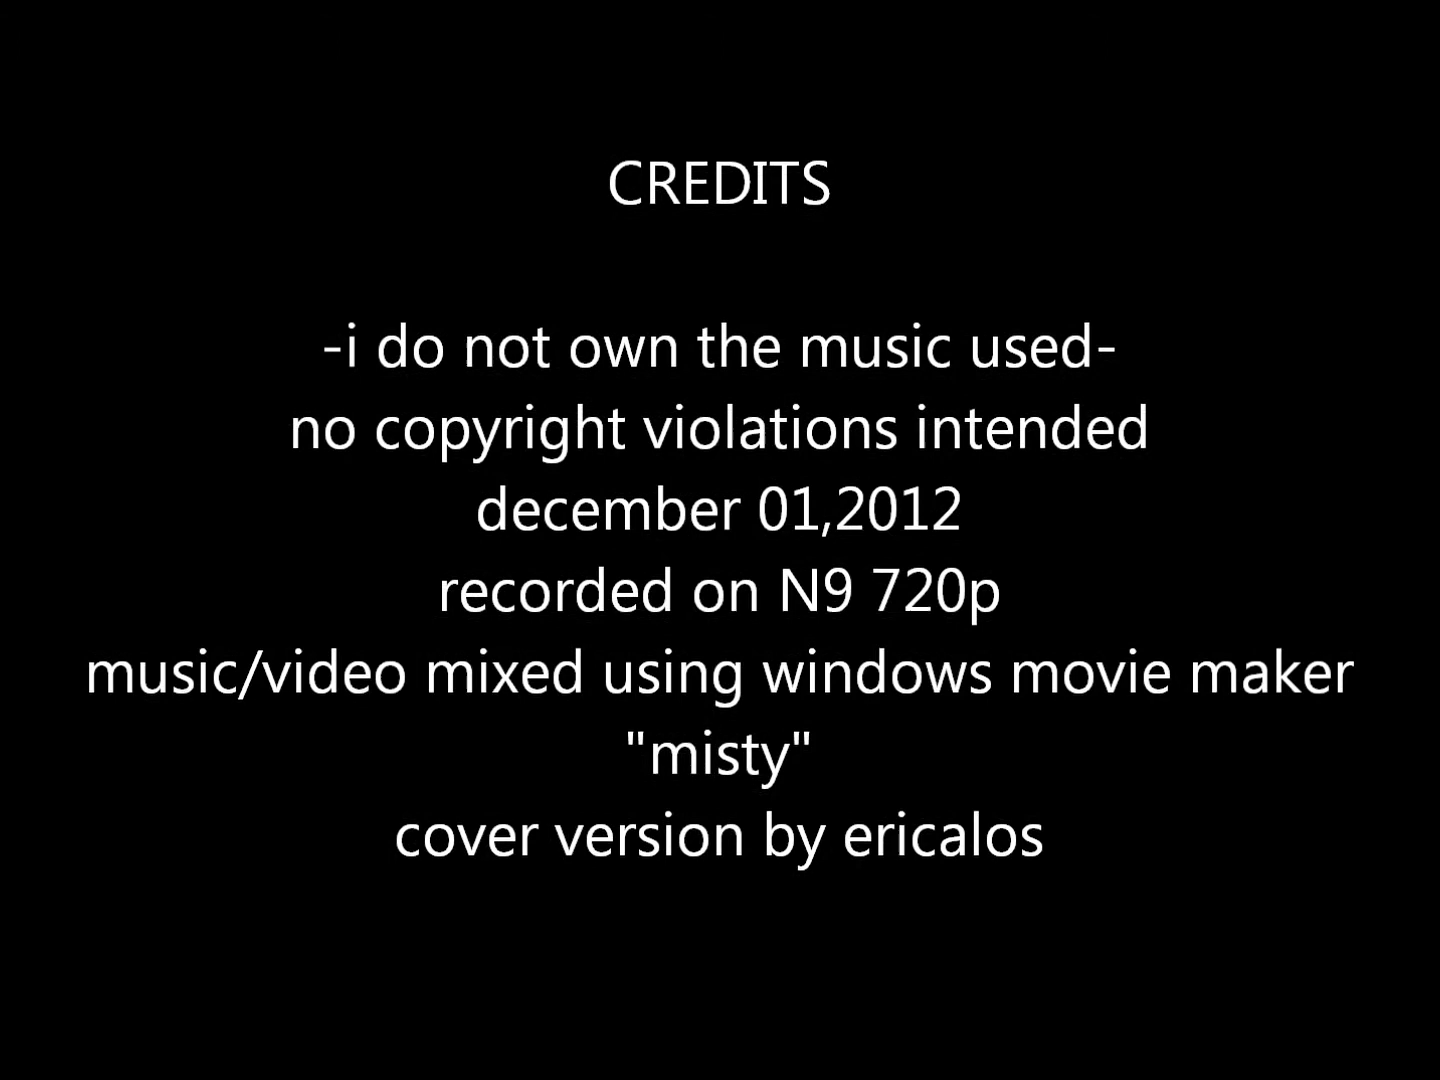 CREDITS
-i do not own the music used-
no copyright violations intended
december 01,2012
recorded on N9 720p
music/video mixed using windows movie maker
"misty"
cover version by ericalos